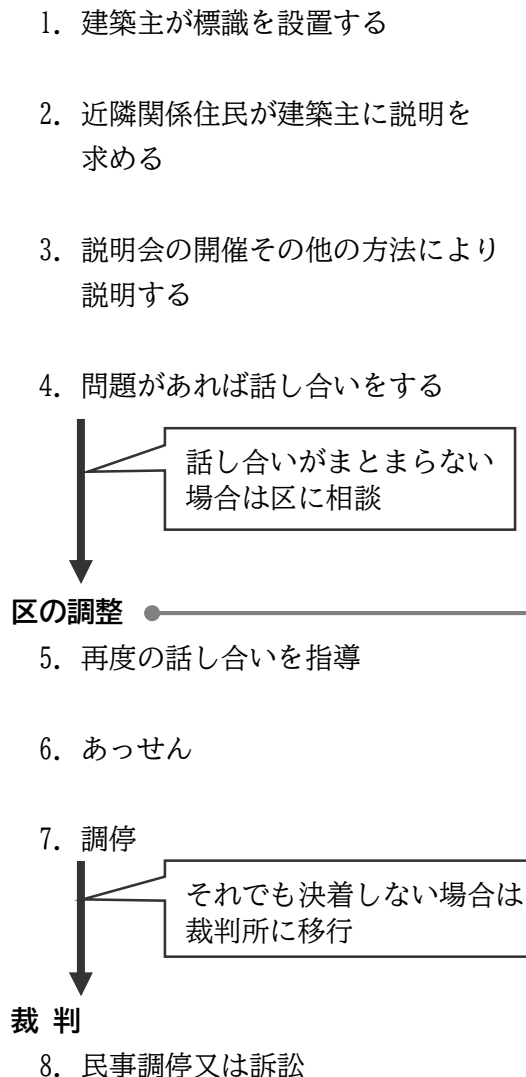 1. 建築主が標識を設置する
2. 近隣関係住民が建築主に説明を
求める
3. 説明会の開催その他の方法により
説明する
4. 問題があれば話し合いをする
話し合いがまとまらない
場合は区に相談
区の調整
5. 再度の話し合いを指導
6. あっせん
7. 調停
それでも決着しない場合は
裁判所に移行
裁 判
8. 民事調停又は訴訟